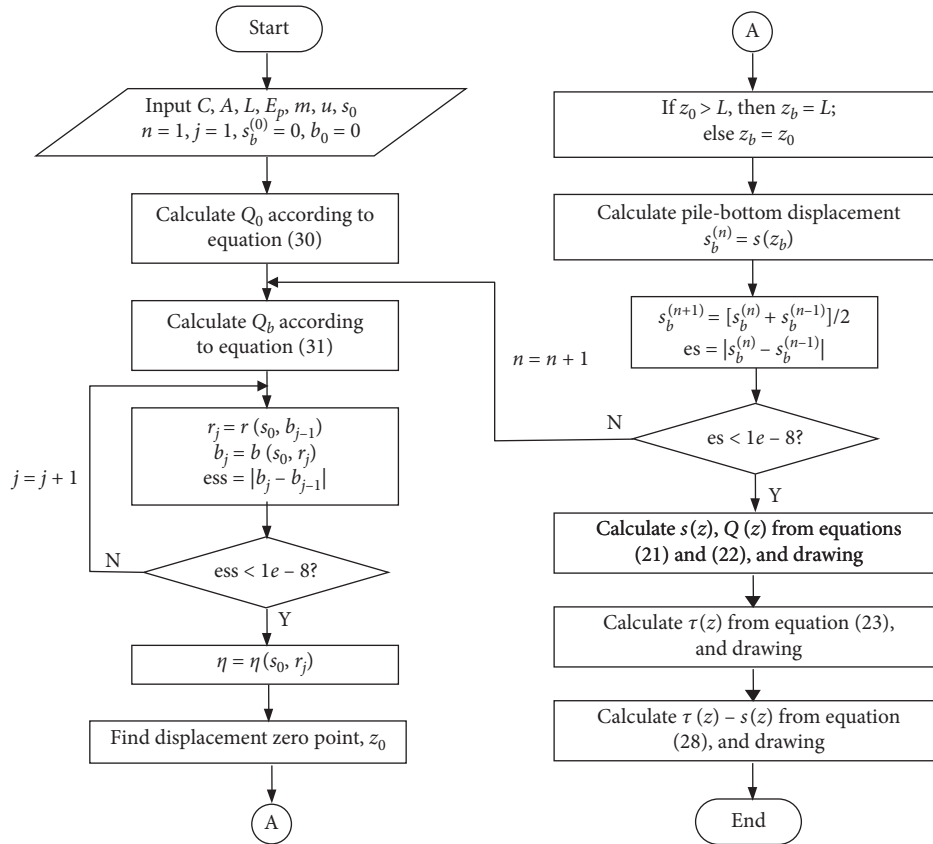 Start
Input C, A, L, E_p, m, u, s_0
n = 1, j = 1, s_b^(0) = 0, b_0 = 0
Calculate Q_0 according to
equation (30)
Calculate Q_b according
to equation (31)
r_j = r (s_0, b_{j–1})
b_j = b (s_0, r_j)
ess = |b_j – b_{j–1}|
j = j + 1
N
ess < 1e – 8?
Y
η = η (s_0, r_j)
Find displacement zero point, z_0
A
A
If z_0 > L, then z_b = L;
else z_b = z_0
Calculate pile-bottom displacement
s_b^(n) = s (z_b)
s_b^(n+1) = [s_b^(n) + s_b^(n–1)]/2
es = |s_b^(n) – s_b^(n–1)|
n = n + 1
N
es < 1e – 8?
Y
Calculate s(z), Q (z) from equations
(21) and (22), and drawing
Calculate τ(z) from equation (23),
and drawing
Calculate τ (z) – s(z) from equation
(28), and drawing
End